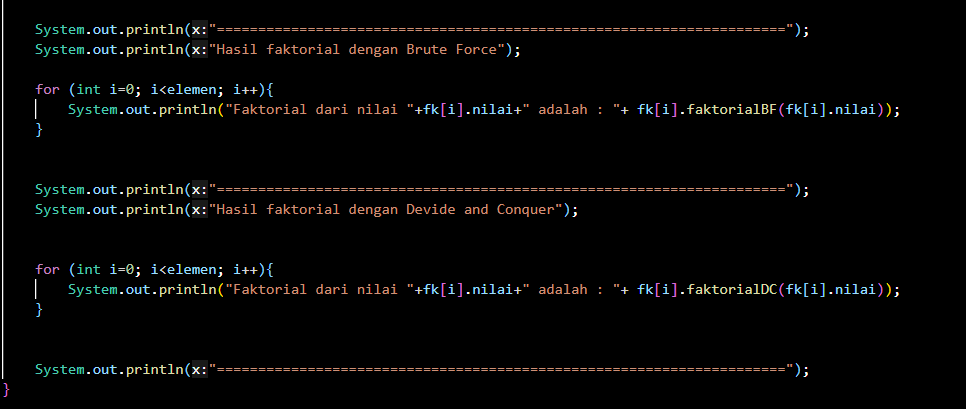 System.out.println(x:"=====================================================================");
System.out.println(x:"Hasil faktorial dengan Brute Force");
for (int i=0; i<elemen; i++){
System.out.println("Faktorial dari nilai "+fk[i].nilai+" adalah : "+ fk[i].faktorialBF(fk[i].nilai));
}
System.out.println(x:"=====================================================================");
System.out.println(x:"Hasil faktorial dengan Devide and Conquer");
for (int i=0; i<elemen; i++){
System.out.println("Faktorial dari nilai "+fk[i].nilai+" adalah : "+ fk[i].faktorialDC(fk[i].nilai));
}
System.out.println(x:"=====================================================================");
}